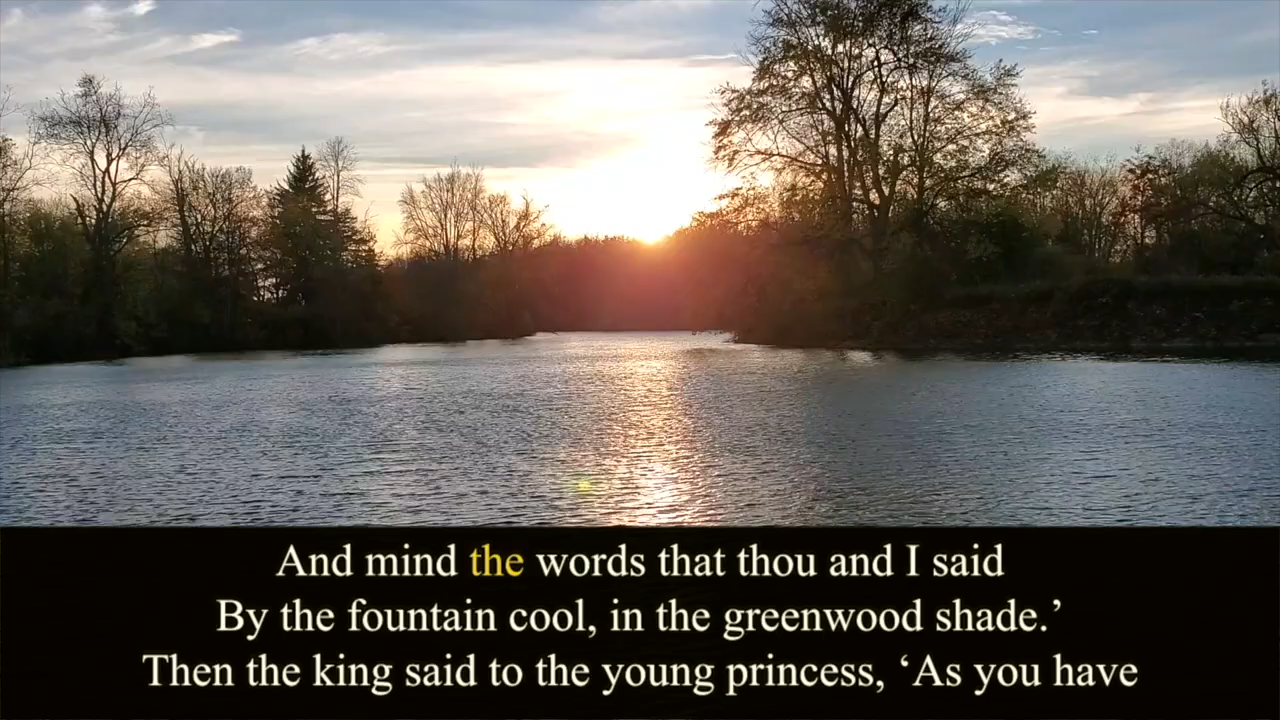 And mind the words that thou and I said
By the fountain cool, in the greenwood shade.’
Then the king said to the young princess, ‘As you have